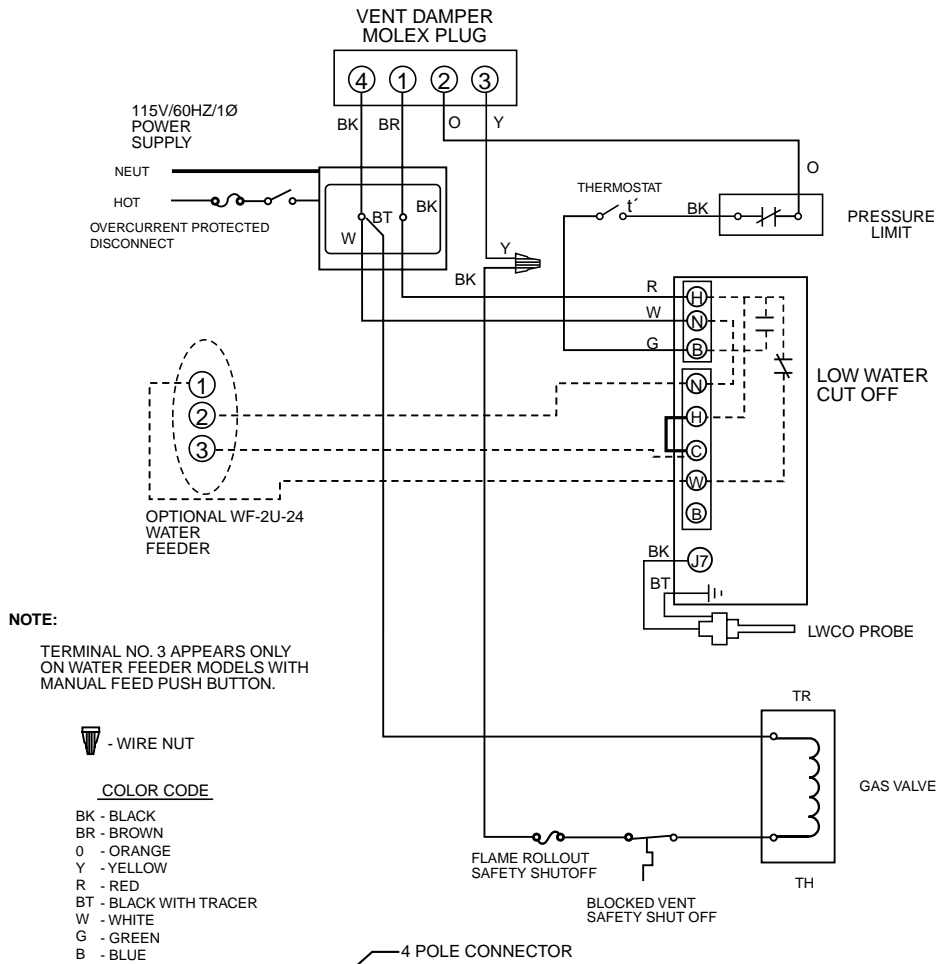 VENT DAMPER
MOLEX PLUG
4 1 2 3
115V/60HZ/1Ø
POWER
SUPPLY
BK BR O Y
NEUT
HOT
OVERCURRENT PROTECTED
DISCONNECT
BT BK
W
THERMOSTAT
t´
BK
O
PRESSURE
LIMIT
Y
BK
R H
W N
G B
LOW WATER
CUT OFF
N
H
C
W
B
1
2
3
OPTIONAL WF-2U-24
WATER
FEEDER
BK J7
BT
LWCO PROBE
NOTE:
TERMINAL NO. 3 APPEARS ONLY
ON WATER FEEDER MODELS WITH
MANUAL FEED PUSH BUTTON.
- WIRE NUT
TR
GAS VALVE
TH
FLAME ROLLOUT
SAFETY SHUTOFF
BLOCKED VENT
SAFETY SHUT OFF
COLOR CODE
BK - BLACK
BR - BROWN
0 - ORANGE
Y - YELLOW
R - RED
BT - BLACK WITH TRACER
W - WHITE
G - GREEN
B - BLUE
4 POLE CONNECTOR